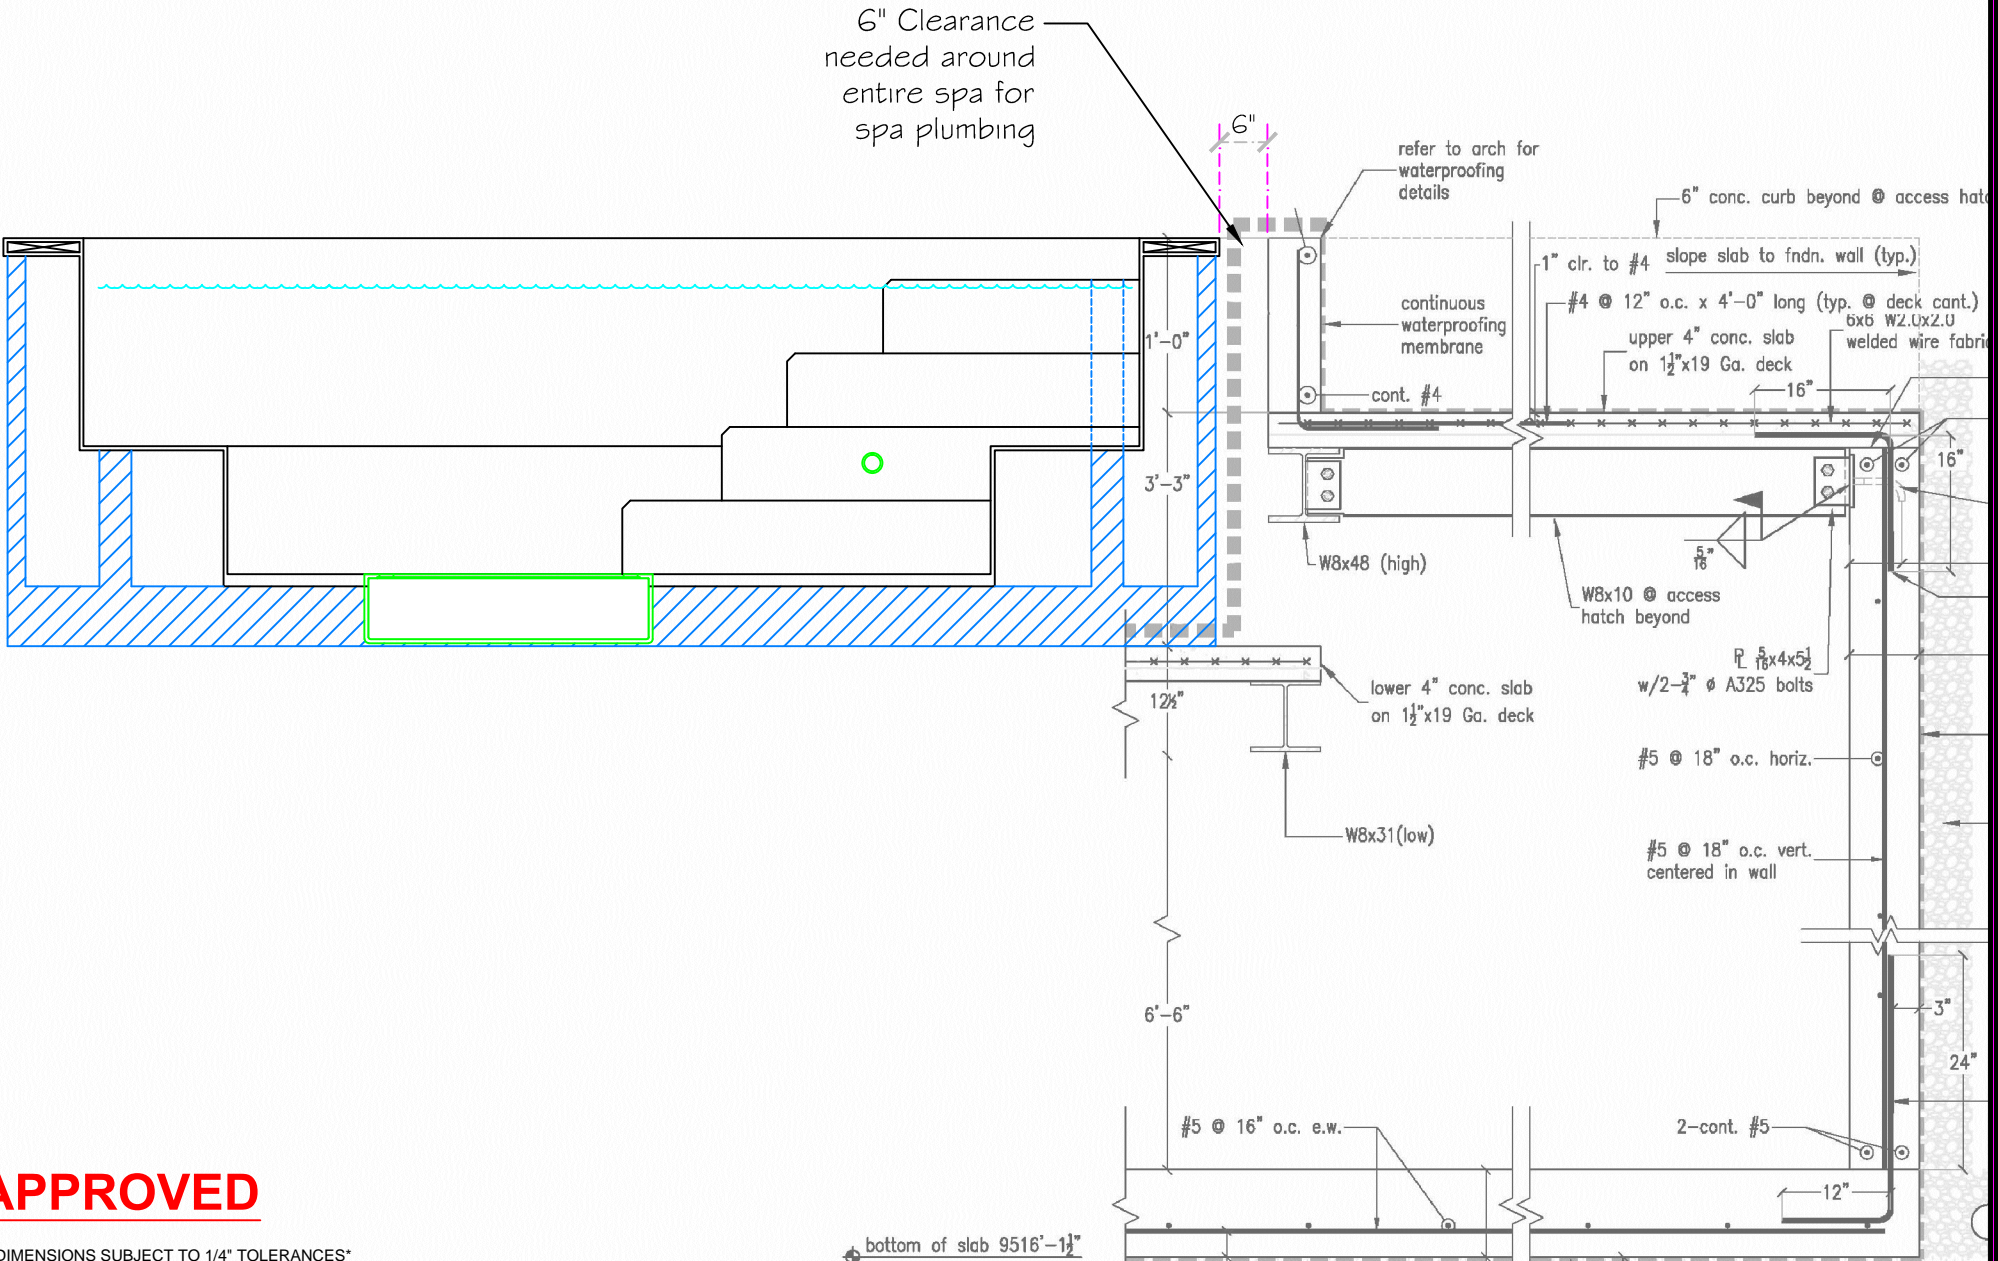 6" Clearance
needed around
entire spa for
spa plumbing
6"
refer to arch for
waterproofing
details
6" conc. curb beyond @ access
1" clr. to #4
slope slab to fndn. wall (typ.)
#4 @ 12" o.c. x 4'-0" long (typ. @ deck cant.)
6x6 W2.0x2.0
welded wire
continuous
waterproofing
membrane
upper 4" conc. slab
on 1½"x19 Ga. deck
1'-0"
16"
cont. #4
16"
3'-3"
5/16"
W8x48 (high)
W8x10 @ access
hatch beyond
PL 5/16x4x5½
w/2-¾" ø A325 bolts
12½"
lower 4" conc. slab
on 1½"x19 Ga. deck
#5 @ 18" o.c. horiz.
W8x31(low)
#5 @ 18" o.c. vert.
centered in wall
6'-6"
3"
24"
#5 @ 16" o.c. e.w.
2-cont. #5
12"
APPROVED
bottom of slab 9516'-1½"
DIMENSIONS SUBJECT TO 1/4" TOLERANCES*